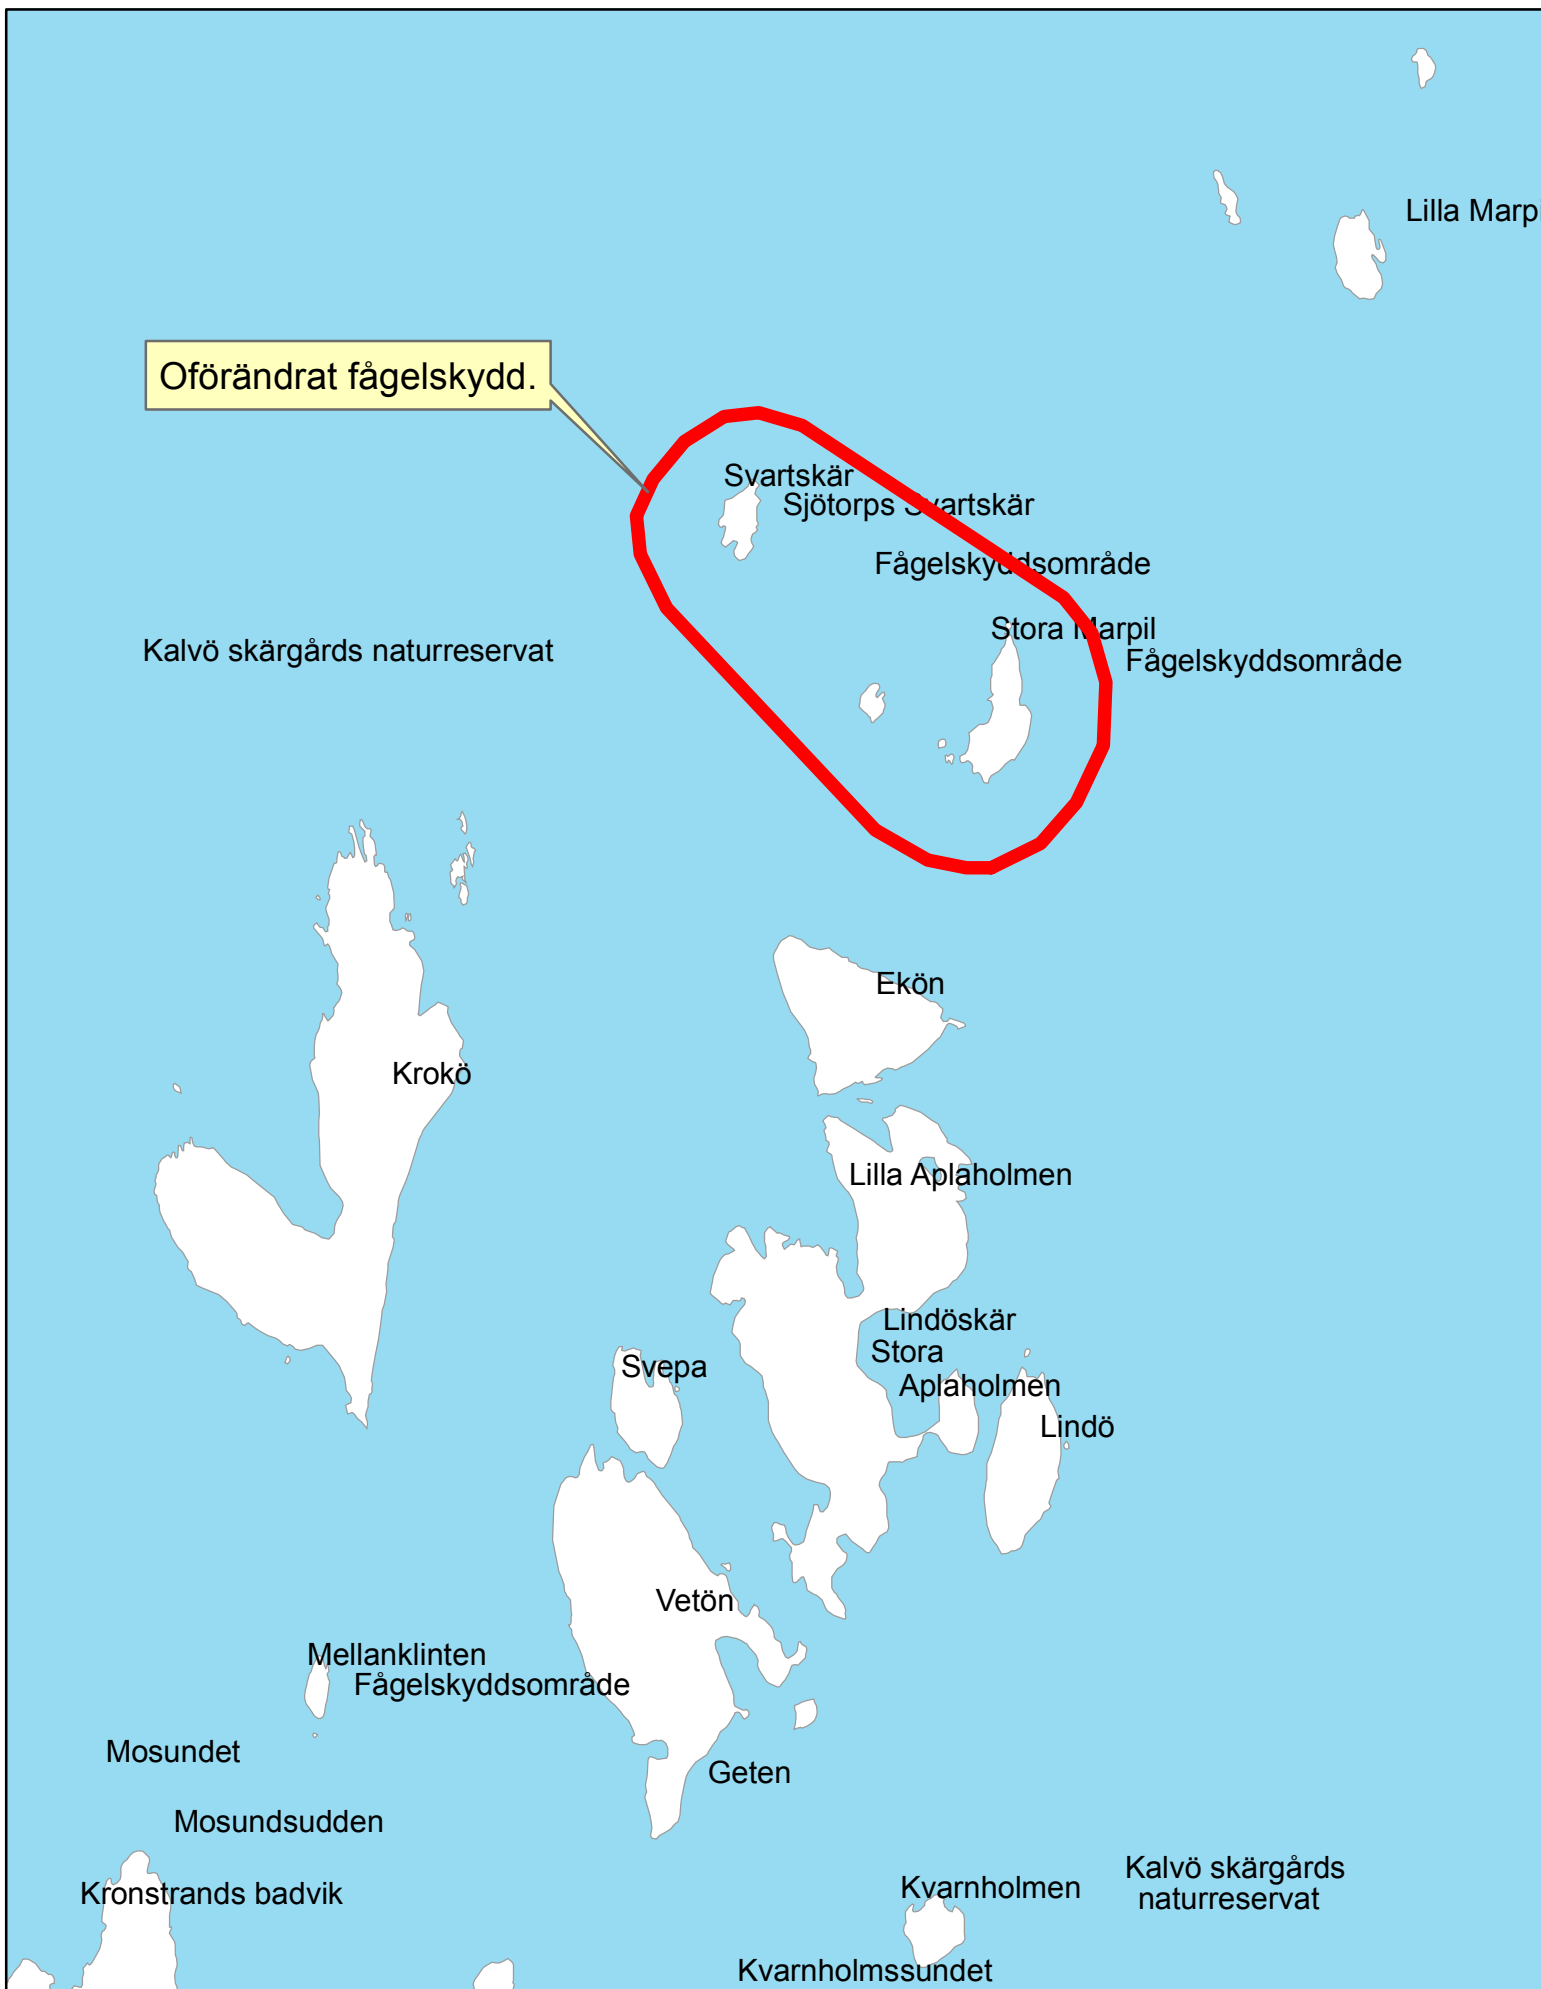 Lilla Marp
Oförändrat fågelskydd.
Svartskär
Sjötorps Svartskär
Fågelskyddsområde
Stora Marpil
Kalvö skärgårds naturreservat
Fågelskyddsområde
Ekön
Krokö
Lilla Aplaholmen
Lindöskär
Stora
Aplaholmen
Svepa
Lindö
Vetön
Mellanklinten
Fågelskyddsområde
Mosundet
Geten
Mosundsudden
Kalvö skärgårds
naturreservat
Kvarnholmen
Kronstrands badvik
Kvarnholmssundet